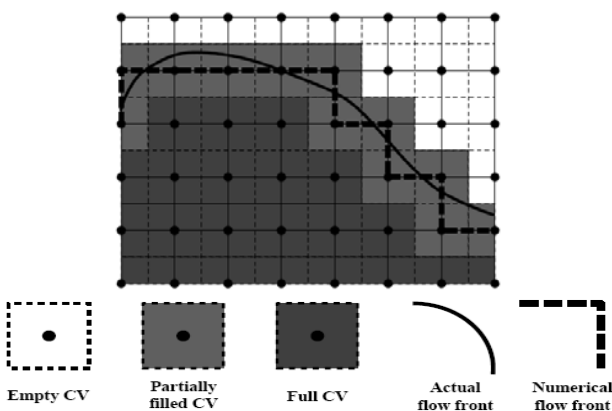 Empty CV
Partially
filled CV
Full CV
Actual
flow front
Numerical
flow front